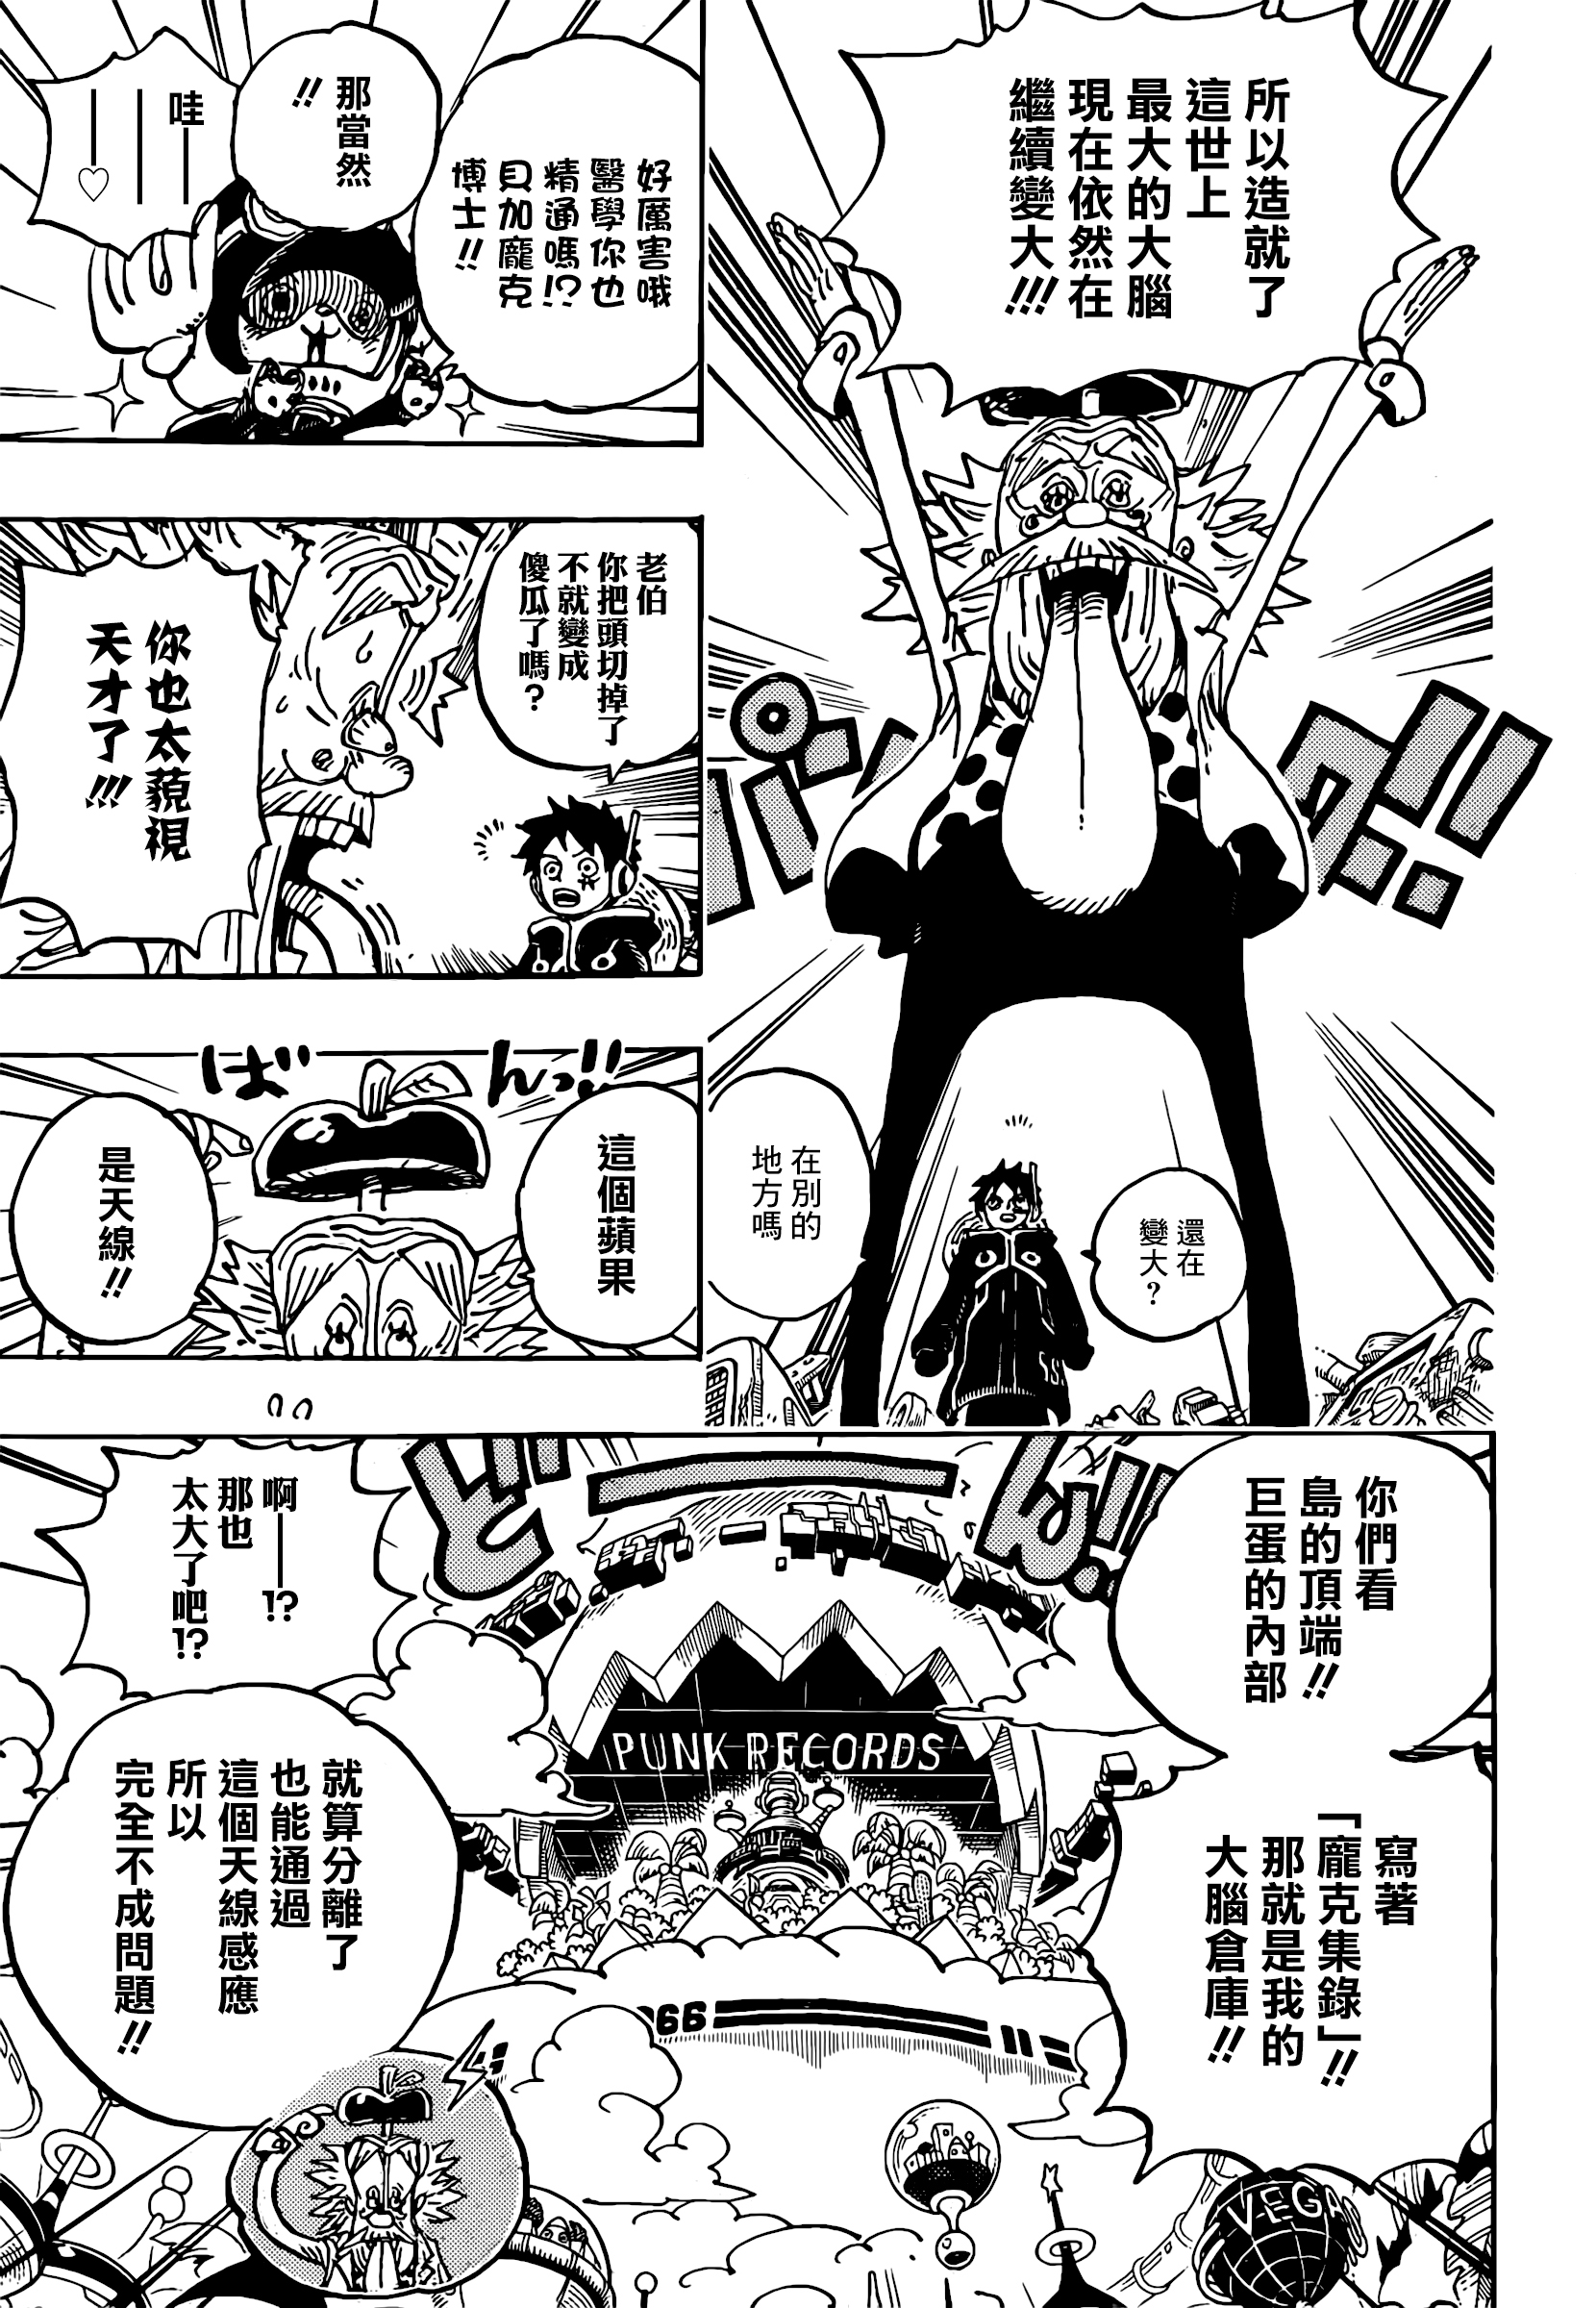 所以造就了
這世上
最大的大腦
現在依然在
繼續變大!!!
パンク!!
還在
變大?
在別的
地方嗎
好厲害哦
醫學你也
精通嗎!?
貝加龐克
博士!!
那當然
!!
哇—
—
—♡
老伯
你把頭切掉了
不就變成
傻瓜了嗎?
你也太藐視
天才了!!!
ばんっ!!
這個蘋果
是天線!!
你們看
島的頂端!!
巨蛋的內部
寫著
「龐克集錄」!!
那就是我的
大腦倉庫!!
ど—ん!!
PUNK RECORDS
啊—!?
那也
太大了吧!?
就算分離了
也能通過
這個天線感應
所以
完全不成問題!!
66
VEGA